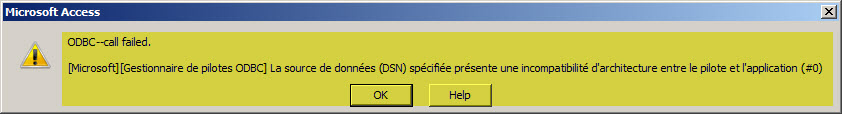 Microsoft Access
ODBC--call failed.
[Microsoft][Gestionnaire de pilotes ODBC] La source de données (DSN) spécifiée présente une incompatibilité d'architecture entre le pilote et l'application (#0)
OK Help